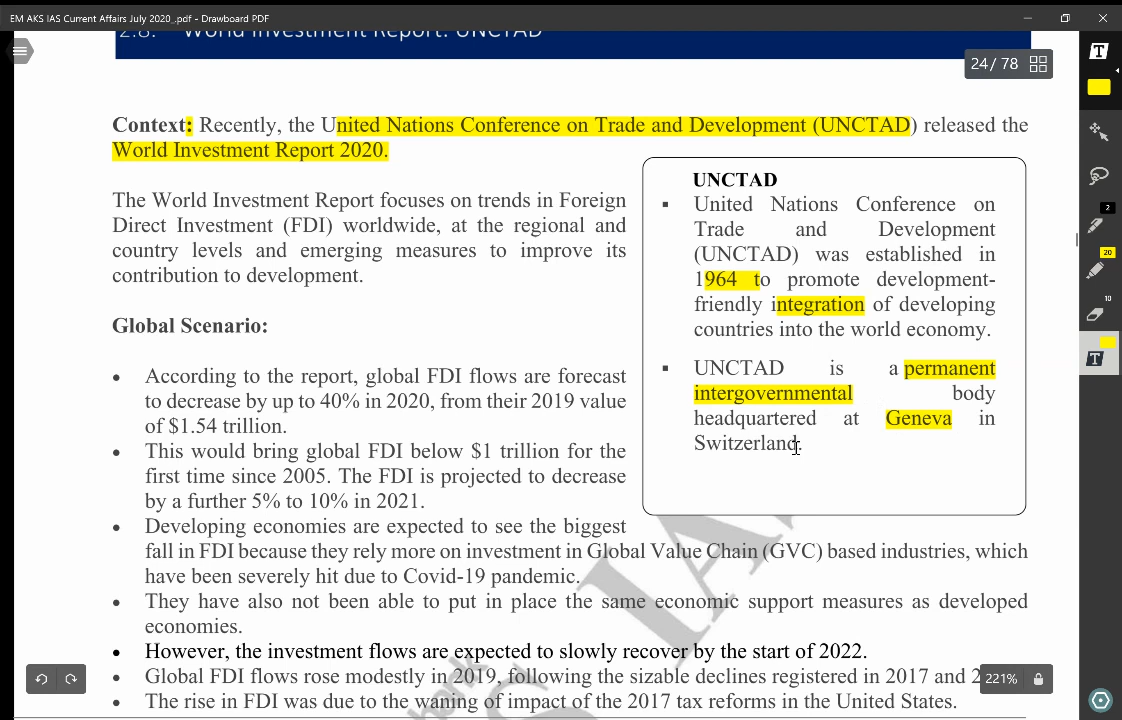 EM AKS IAS Current Affairs July 2020_.pdf - Drawboard PDF
2.8. World Investment Report: UNCTAD
24 / 78
Context: Recently, the United Nations Conference on Trade and Development (UNCTAD) released the
World Investment Report 2020.
The World Investment Report focuses on trends in Foreign
Direct Investment (FDI) worldwide, at the regional and
country levels and emerging measures to improve its
contribution to development.
Global Scenario:
• According to the report, global FDI flows are forecast
to decrease by up to 40% in 2020, from their 2019 value
of $1.54 trillion.
• This would bring global FDI below $1 trillion for the
first time since 2005. The FDI is projected to decrease
by a further 5% to 10% in 2021.
• Developing economies are expected to see the biggest
fall in FDI because they rely more on investment in Global Value Chain (GVC) based industries, which
have been severely hit due to Covid-19 pandemic.
• They have also not been able to put in place the same economic support measures as developed
economies.
• However, the investment flows are expected to slowly recover by the start of 2022.
• Global FDI flows rose modestly in 2019, following the sizable declines registered in 2017 and 2
• The rise in FDI was due to the waning of impact of the 2017 tax reforms in the United States.
UNCTAD
▪ United Nations Conference on
Trade and Development
(UNCTAD) was established in
1964 to promote development-
friendly integration of developing
countries into the world economy.
▪ UNCTAD is a permanent
intergovernmental body
headquartered at Geneva in
Switzerland.
T
2
20
10
T
221%